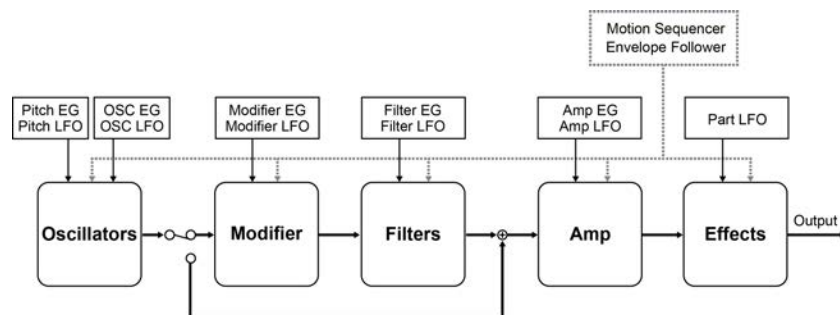 Motion Sequencer
Envelope Follower
Pitch EG
Pitch LFO
OSC EG
OSC LFO
Modifier EG
Modifier LFO
Filter EG
Filter LFO
Amp EG
Amp LFO
Part LFO
Oscillators
Modifier
Filters
Amp
Effects
Output